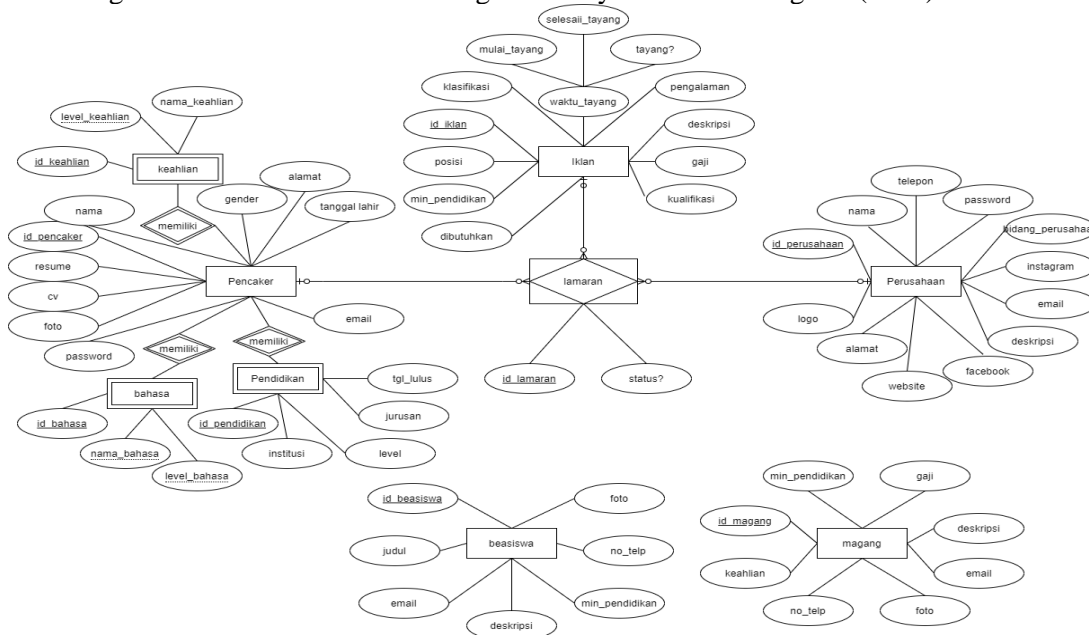 selesaii_tayang
mulai_tayang
tayang?
klasifikasi
waktu_tayang
pengalaman
nama_keahlian
level_keahlian
id_iklan
deskripsi
id_keahlian
keahlian
posisi
Iklan
gaji
alamat
telepon
min_pendidikan
kualifikasi
gender
nama
tanggal lahir
nama
password
memiliki
dibutuhkan
id_pencaker
id_perusahaan
bidang_perusahaa
resume
Pencaker
lamaran
Perusahaan
instagram
cv
email
foto
email
logo
deskripsi
password
memiliki
memiliki
alamat
facebook
bahasa
Pendidikan
tgl_lulus
id_lamaran
status?
website
id_bahasa
id_pendidikan
jurusan
nama_bahasa
institusi
level
level_bahasa
min_pendidikan
gaji
id_beasiswa
foto
id_magang
deskripsi
judul
beasiswa
no_telp
magang
keahlian
email
email
min_pendidikan
no_telp
foto
deskripsi